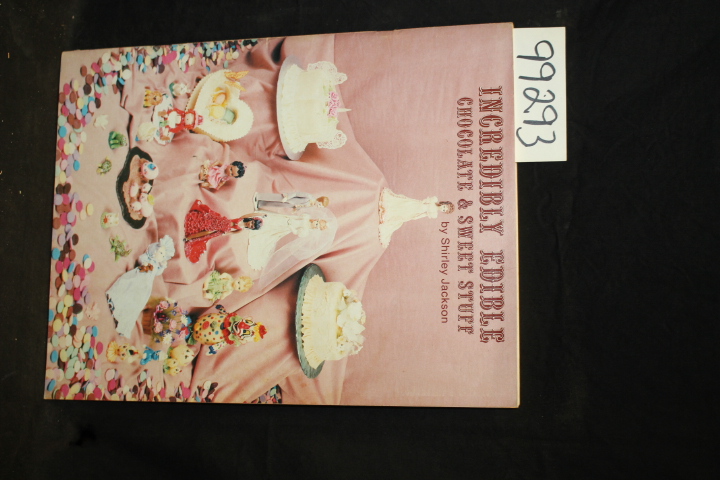 INCREDIBLY EDIBLE
CHOCOLATE & SWEET STUFF
by Shirley Jackson
99293